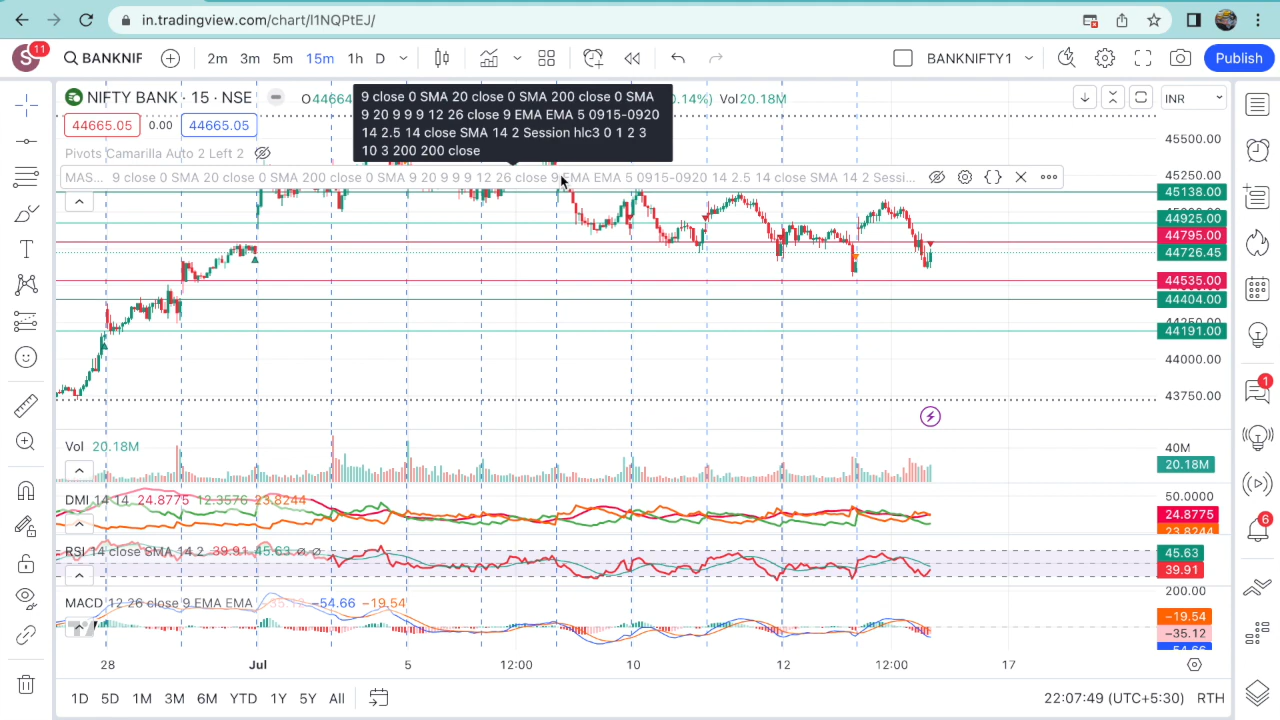 in.tradingview.com/chart/I1NQPtEJ/
S 11 BANKNIF 2m 3m 5m 15m 1h D BANKNIFTY1 Publish
NIFTY BANK · 15 · NSE O44664 0.14%) Vol20.18M INR
9 close 0 SMA 20 close 0 SMA 200 close 0 SMA
9 20 9 9 9 12 26 close 9 EMA EMA 5 0915-0920
14 2.5 14 close SMA 14 2 Session hlc3 0 1 2 3
10 3 200 200 close
44665.05 0.00 44665.05
Pivots Camarilla Auto 2 Left 2
MAS... 9 close 0 SMA 20 close 0 SMA 200 close 0 SMA 9 20 9 9 9 12 26 close 9 EMA EMA 5 0915-0920 14 2.5 14 close SMA 14 2 Sessi...
45500.00
45250.00
45138.00
44925.00
44795.00
44726.45
44535.00
44404.00
44250.00
44191.00
44000.00
43750.00
Vol 20.18M
40M
20.18M
DMI 14 14 24.8775 12.3576 23.8244
50.0000
24.8775
23.8244
RSI 14 close SMA 14 2 39.91 45.63 ∅ ∅
45.63
39.91
MACD 12 26 close 9 EMA EMA −35.12 −54.66 −19.54
200.00
−19.54
−35.12
−54.66
28 Jul 5 12:00 10 12 12:00 17
1D 5D 1M 3M 6M YTD 1Y 5Y All 22:07:49 (UTC+5:30) RTH
1
6